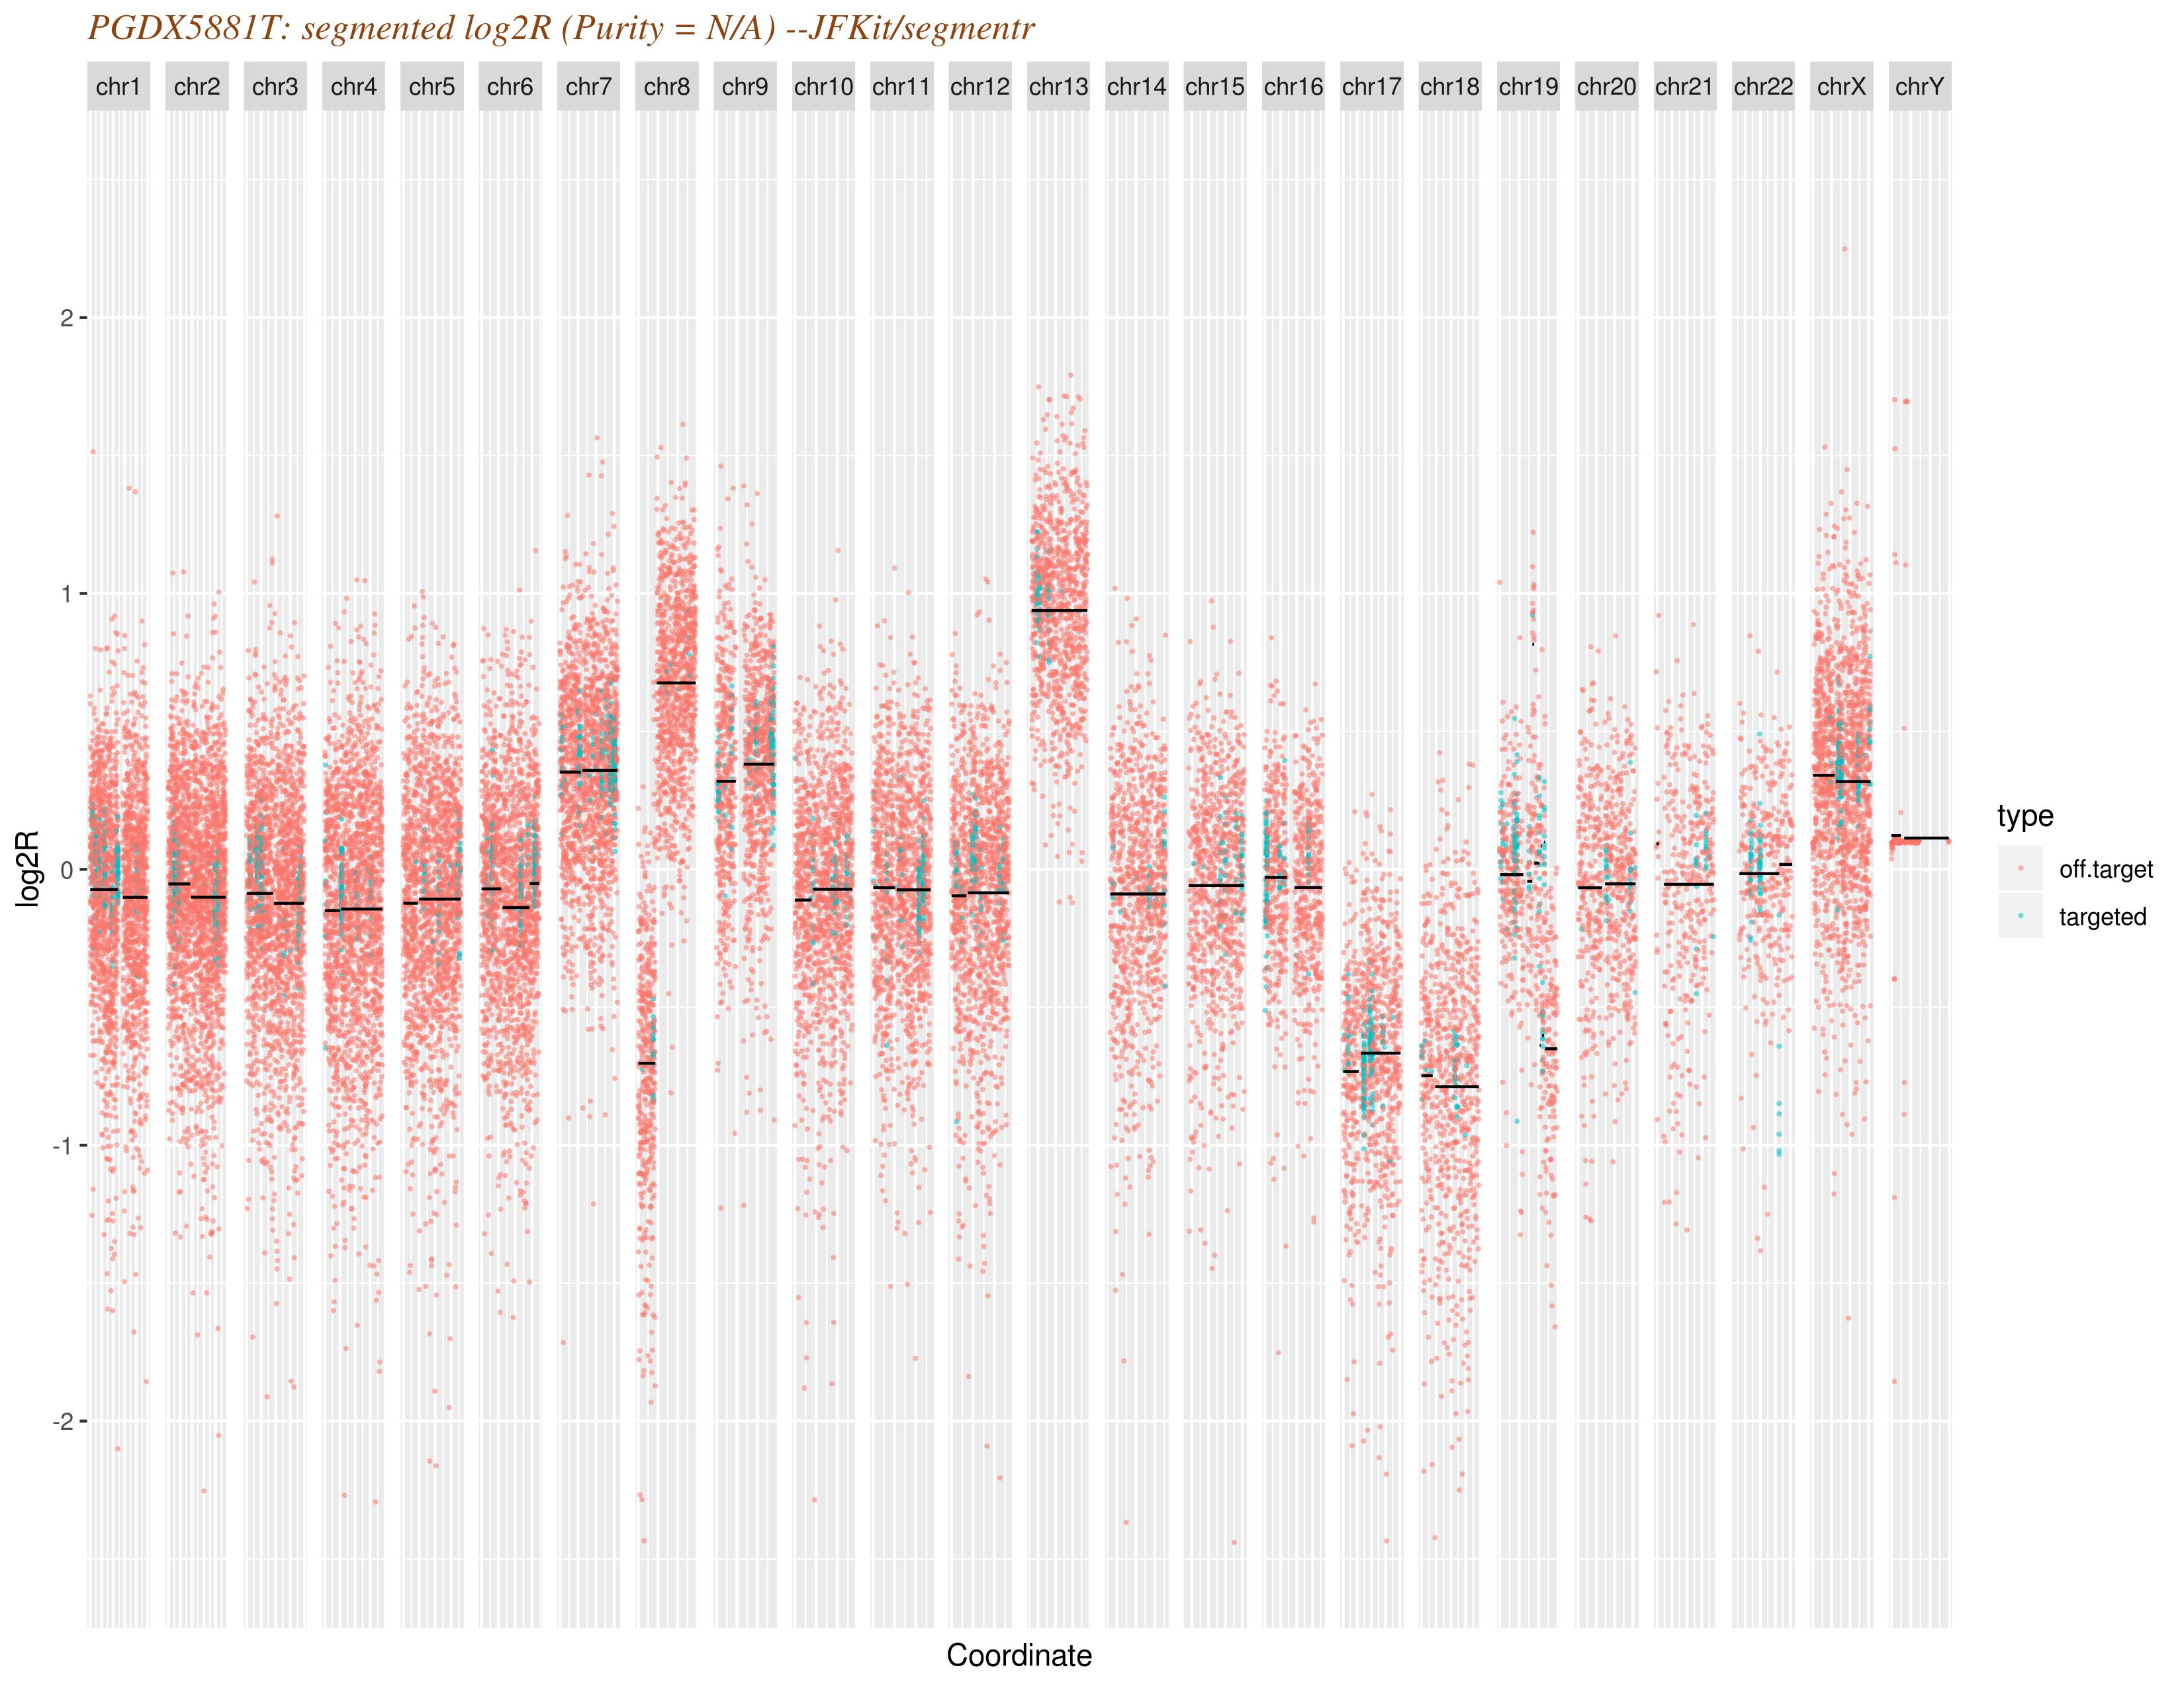 PGDX5881T: segmented log2R (Purity = N/A) --JFKit/segmentr
chr1 chr2 chr3 chr4 chr5 chr6 chr7 chr8 chr9 chr10 chr11 chr12 chr13 chr14 chr15 chr16 chr17 chr18 chr19 chr20 chr21 chr22 chrX chrY
2
1
0
-1
-2
log2R
Coordinate
type
off.target
targeted